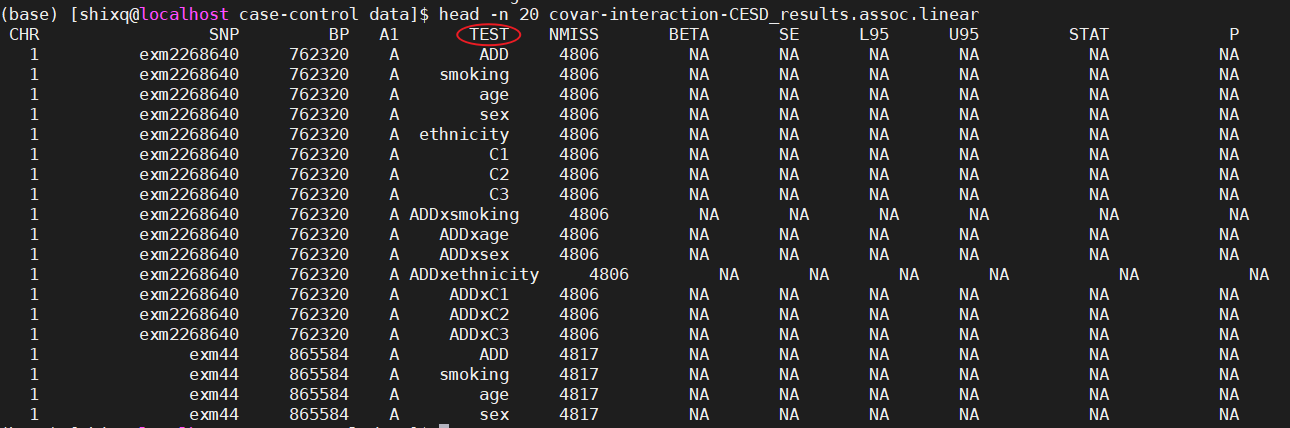 (base) [shixq@localhost case-control data]$ head -n 20 covar-interaction-CESD_results.assoc.linear
CHR SNP BP A1 TEST NMISS BETA SE L95 U95 STAT P
1 exm2268640 762320 A ADD 4806 NA NA NA NA NA NA
1 exm2268640 762320 A smoking 4806 NA NA NA NA NA NA
1 exm2268640 762320 A age 4806 NA NA NA NA NA NA
1 exm2268640 762320 A sex 4806 NA NA NA NA NA NA
1 exm2268640 762320 A ethnicity 4806 NA NA NA NA NA NA
1 exm2268640 762320 A C1 4806 NA NA NA NA NA NA
1 exm2268640 762320 A C2 4806 NA NA NA NA NA NA
1 exm2268640 762320 A C3 4806 NA NA NA NA NA NA
1 exm2268640 762320 A ADDxsmoking 4806 NA NA NA NA NA NA
1 exm2268640 762320 A ADDxage 4806 NA NA NA NA NA NA
1 exm2268640 762320 A ADDxsex 4806 NA NA NA NA NA NA
1 exm2268640 762320 A ADDxethnicity 4806 NA NA NA NA NA NA
1 exm2268640 762320 A ADDxC1 4806 NA NA NA NA NA NA
1 exm2268640 762320 A ADDxC2 4806 NA NA NA NA NA NA
1 exm2268640 762320 A ADDxC3 4806 NA NA NA NA NA NA
1 exm44 865584 A ADD 4817 NA NA NA NA NA NA
1 exm44 865584 A smoking 4817 NA NA NA NA NA NA
1 exm44 865584 A age 4817 NA NA NA NA NA NA
1 exm44 865584 A sex 4817 NA NA NA NA NA NA